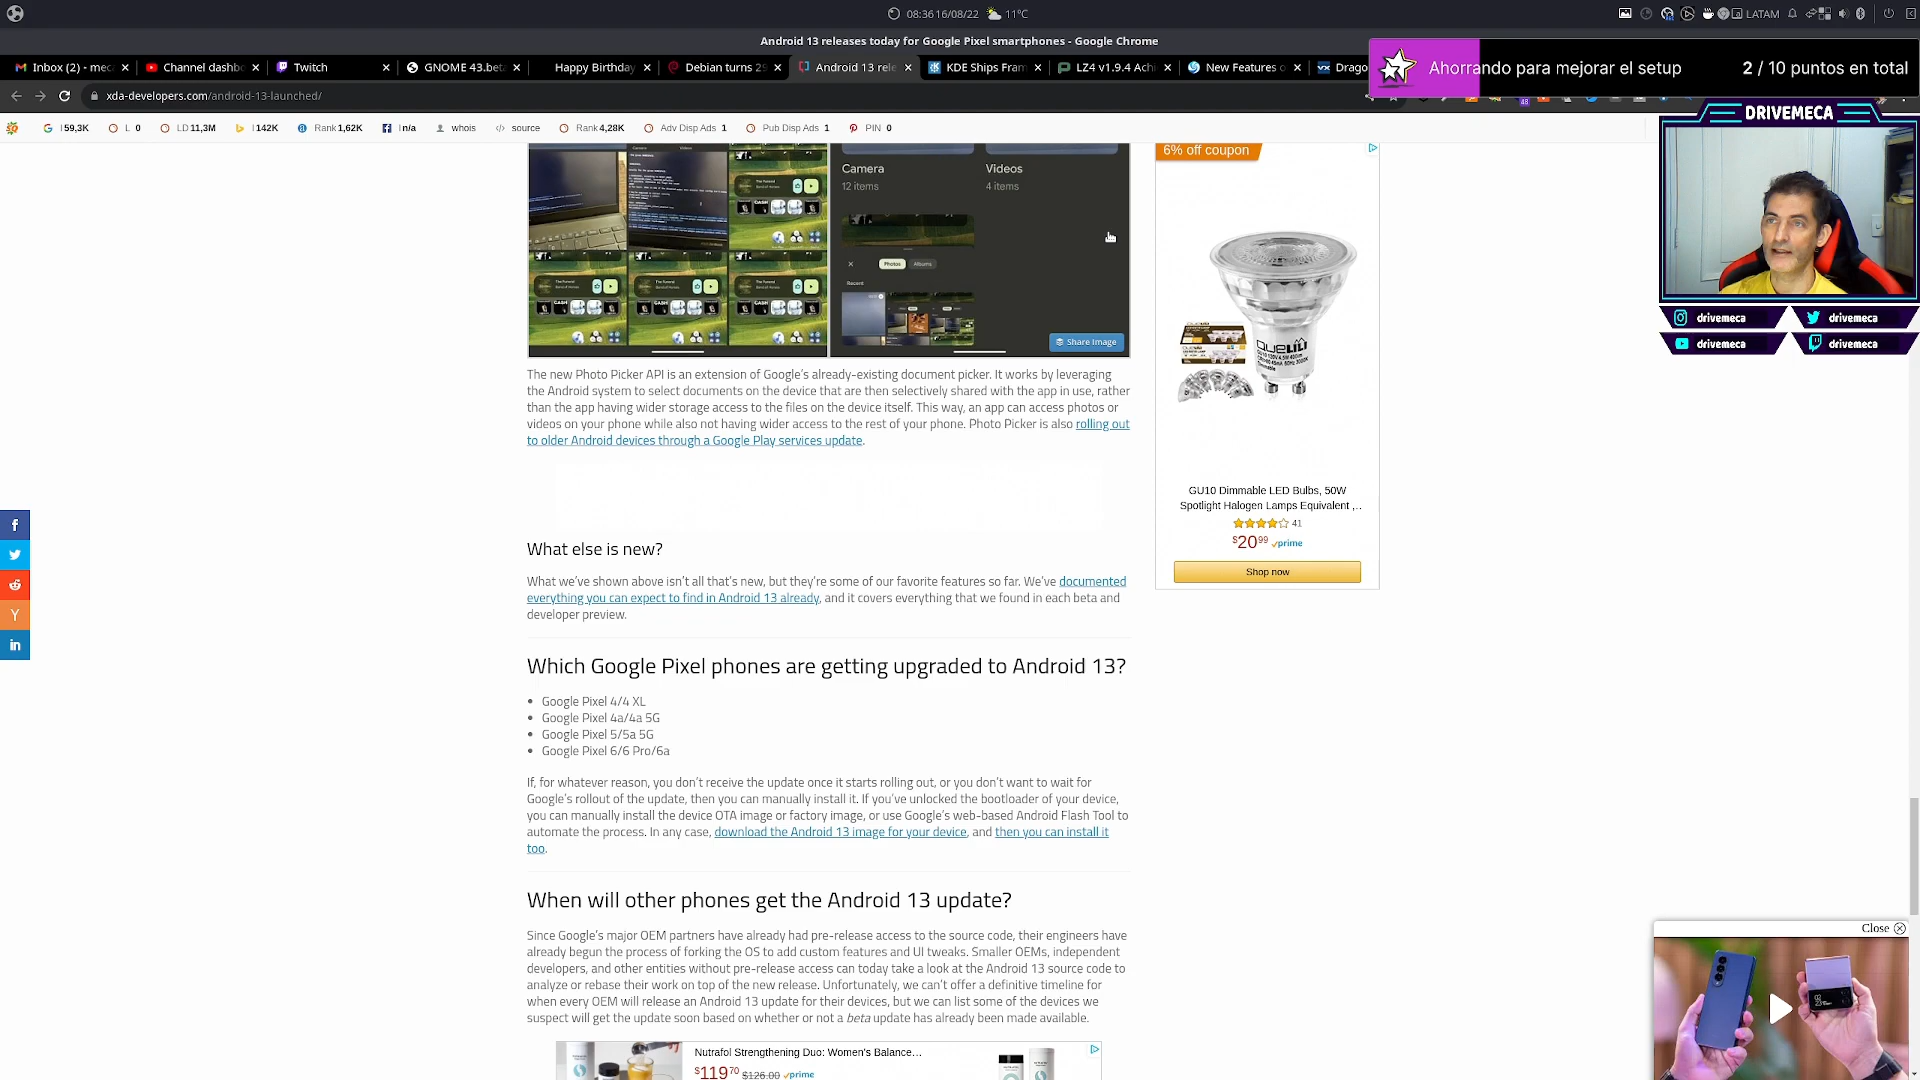 08:36 16/08/22
11°C
LATAM
Android 13 releases today for Google Pixel smartphones - Google Chrome
Inbox (2) - mec
Channel dashbo
Twitch
GNOME 43.beta
Happy Birthday
Debian turns 29
Android 13 rele
KDE Ships Fram
LZ4 v1.9.4 Achi
New Features o
Drago
Ahorrando para mejorar el setup
2 / 10 puntos en total
xda-developers.com/android-13-launched/
48
DRIVEMECA
I 59,3K
L 0
LD 11,3M
I 142K
Rank 1,62K
I n/a
whois
source
Rank 4,28K
Adv Disp Ads 1
Pub Disp Ads 1
PIN 0
6% off coupon
Camera
Videos
12 items
4 items
Photos
Albums
Recent
Share Image
drivemeca
drivemeca
drivemeca
drivemeca
The new Photo Picker API is an extension of Google's already-existing document picker. It works by leveraging
the Android system to select documents on the device that are then selectively shared with the app in use, rather
than the app having wider storage access to the files on the device itself. This way, an app can access photos or
videos on your phone while also not having wider access to the rest of your phone. Photo Picker is also rolling out
to older Android devices through a Google Play services update.
GU10 Dimmable LED Bulbs, 50W
Spotlight Halogen Lamps Equivalent ,...
41
$20 99 prime
Shop now
What else is new?
What we've shown above isn't all that's new, but they're some of our favorite features so far. We've documented
everything you can expect to find in Android 13 already, and it covers everything that we found in each beta and
developer preview.
Which Google Pixel phones are getting upgraded to Android 13?
Google Pixel 4/4 XL
Google Pixel 4a/4a 5G
Google Pixel 5/5a 5G
Google Pixel 6/6 Pro/6a
If, for whatever reason, you don't receive the update once it starts rolling out, or you don't want to wait for
Google's rollout of the update, then you can manually install it. If you've unlocked the bootloader of your device,
you can manually install the device OTA image or factory image, or use Google's web-based Android Flash Tool to
automate the process. In any case, download the Android 13 image for your device, and then you can install it
too.
When will other phones get the Android 13 update?
Since Google's major OEM partners have already had pre-release access to the source code, their engineers have
already begun the process of forking the OS to add custom features and UI tweaks. Smaller OEMs, independent
developers, and other entities without pre-release access can today take a look at the Android 13 source code to
analyze or rebase their work on top of the new release. Unfortunately, we can't offer a definitive timeline for
when every OEM will release an Android 13 update for their devices, but we can list some of the devices we
suspect will get the update soon based on whether or not a beta update has already been made available.
Close
Nutrafol Strengthening Duo: Women's Balance...
$119 70 $126.00 prime